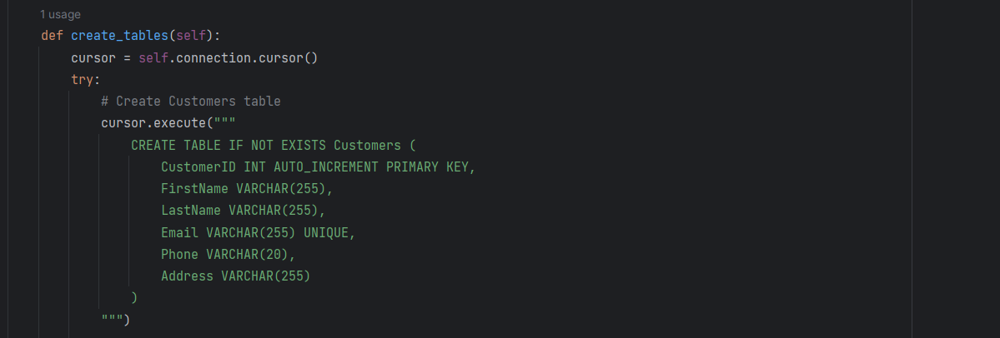 1 usage
def create_tables(self):
    cursor = self.connection.cursor()
    try:
        # Create Customers table
        cursor.execute("""
            CREATE TABLE IF NOT EXISTS Customers (
                CustomerID INT AUTO_INCREMENT PRIMARY KEY,
                FirstName VARCHAR(255),
                LastName VARCHAR(255),
                Email VARCHAR(255) UNIQUE,
                Phone VARCHAR(20),
                Address VARCHAR(255)
            )
        """)